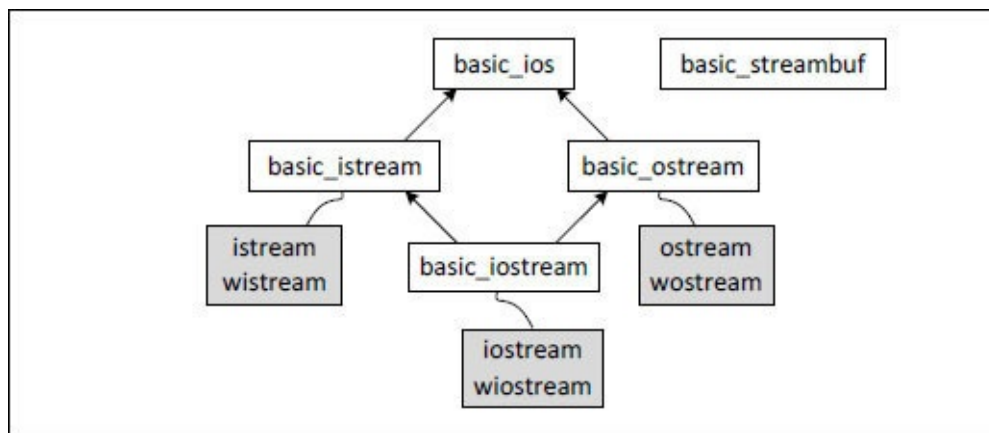 basic_ios
basic_streambuf
basic_istream
basic_ostream
istream
wistream
basic_iostream
ostream
wostream
iostream
wiostream